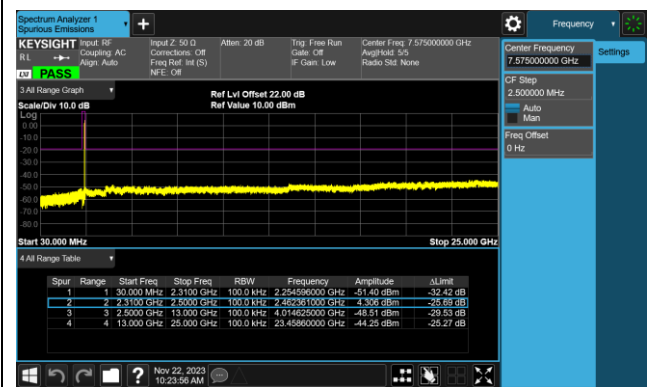 Spectrum Analyzer 1
Spurious Emissions
Frequency
KEYSIGHT Input: RF Input Z: 50 Ω Atten: 20 dB Trig: Free Run Center Freq: 7.575000000 GHz
RL Coupling: AC Corrections: Off Gate: Off Avg|Hold: 5/5
Align: Auto Freq Ref: Int (S) IF Gain: Low Radio Std: None
LXI PASS NFE: Off
Center Frequency
7.575000000 GHz
Settings
CF Step
2.500000 MHz
Auto
Man
Freq Offset
0 Hz
3 All Range Graph
Ref Lvl Offset 22.00 dB
Scale/Div 10.0 dB Ref Value 10.00 dBm
Log
0.00
-10.0
-20.0
-30.0
-40.0
-50.0
-60.0
-70.0
-80.0
Start 30.000 MHz Stop 25.000 GHz
4 All Range Table
Spur Range Start Freq Stop Freq RBW Frequency Amplitude ΔLimit
1 1 30.000 MHz 2.3100 GHz 100.0 kHz 2.254596000 GHz -51.40 dBm -32.42 dB
2 2 2.3100 GHz 2.5000 GHz 100.0 kHz 2.462361000 GHz 4.306 dBm -25.69 dB
3 3 2.5000 GHz 13.000 GHz 100.0 kHz 4.014625000 GHz -48.51 dBm -29.53 dB
4 4 13.000 GHz 25.000 GHz 100.0 kHz 23.45860000 GHz -44.25 dBm -25.27 dB
Nov 22, 2023
10:23:56 AM